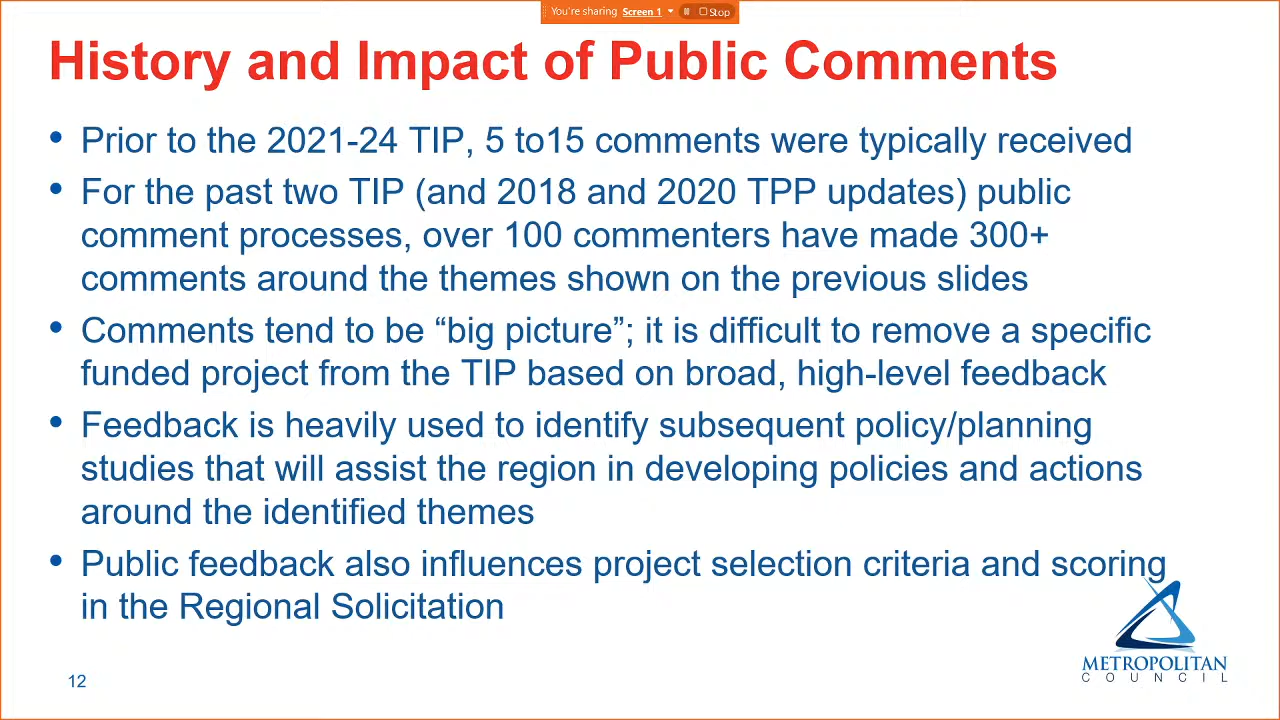 You're sharing Screen 1 Stop
History and Impact of Public Comments
• Prior to the 2021-24 TIP, 5 to15 comments were typically received
• For the past two TIP (and 2018 and 2020 TPP updates) public
comment processes, over 100 commenters have made 300+
comments around the themes shown on the previous slides
• Comments tend to be “big picture”; it is difficult to remove a specific
funded project from the TIP based on broad, high-level feedback
• Feedback is heavily used to identify subsequent policy/planning
studies that will assist the region in developing policies and actions
around the identified themes
• Public feedback also influences project selection criteria and scoring
in the Regional Solicitation
METROPOLITAN
COUNCIL
12